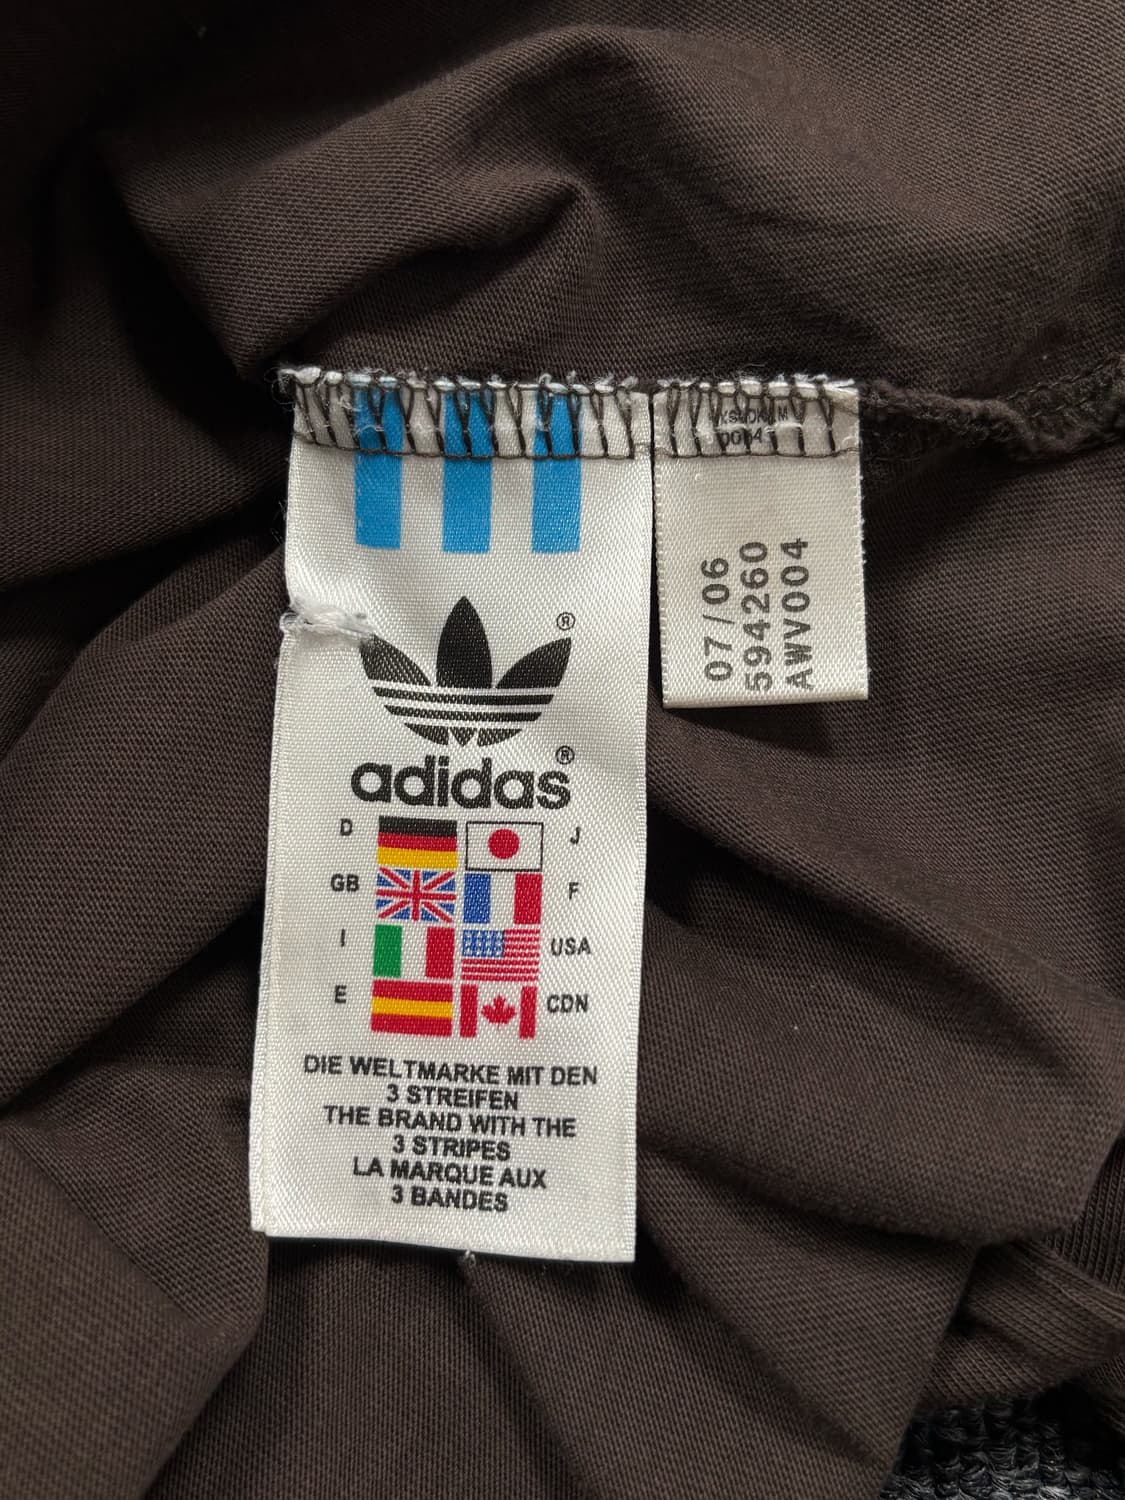 ®
adidas®
D
J
GB
F
I
USA
E
CDN
DIE WELTMARKE MIT DEN
3 STREIFEN
THE BRAND WITH THE
3 STRIPES
LA MARQUE AUX
3 BANDES
07/06
594260
AWV004